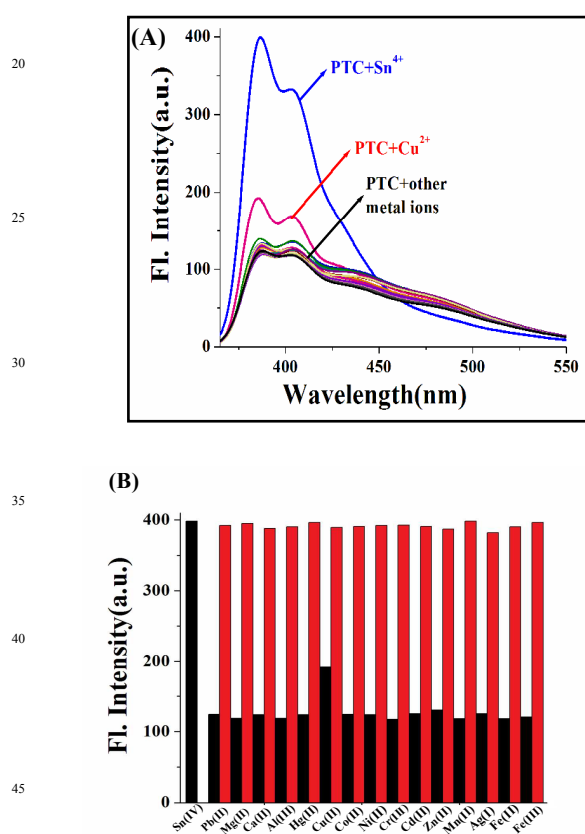 20
25
30
35
40
45
(A)
Fl. Intensity(a.u.)
400
300
200
100
0
PTC+Sn⁴⁺
PTC+Cu²⁺
PTC+other
metal ions
400
450
500
550
Wavelength(nm)
(B)
Fl. Intensity(a.u.)
400
300
200
100
0
Sn(IV)
Pb(II)
Mg(II)
Ca(II)
Al(III)
Hg(II)
Cu(II)
Co(II)
Ni(II)
Cr(III)
Cd(II)
Zn(II)
Mn(II)
Ag(I)
Fe(II)
Fe(III)